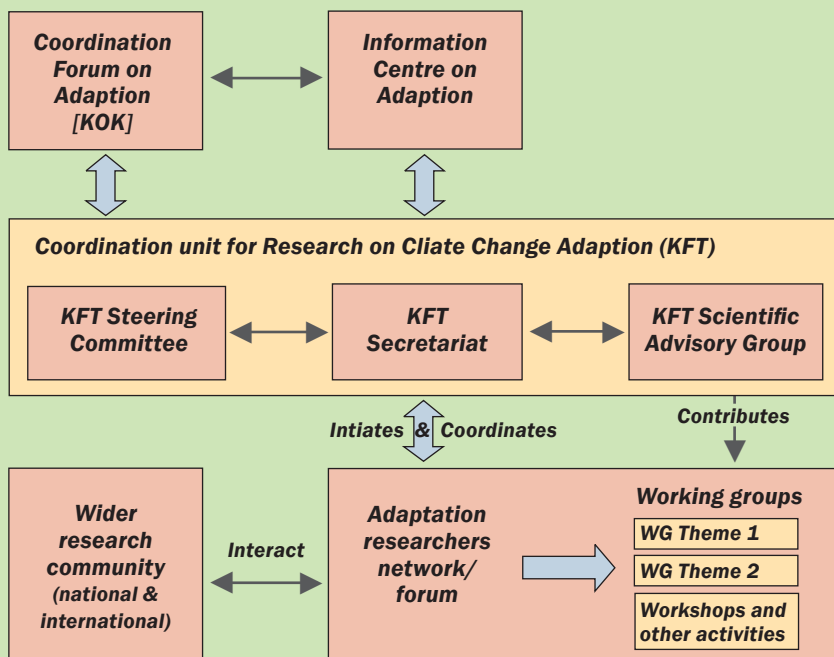 Coordination
Forum on
Adaption
[KOK]
Information
Centre on
Adaption
Coordination unit for Research on Cliate Change Adaption (KFT)
KFT Steering
Committee
KFT
Secretariat
KFT Scientific
Advisory Group
Intiates & Coordinates
Contributes
Wider
research
community
(national &
international)
Interact
Adaptation
researchers
network/
forum
Working groups
WG Theme 1
WG Theme 2
Workshops and
other activities